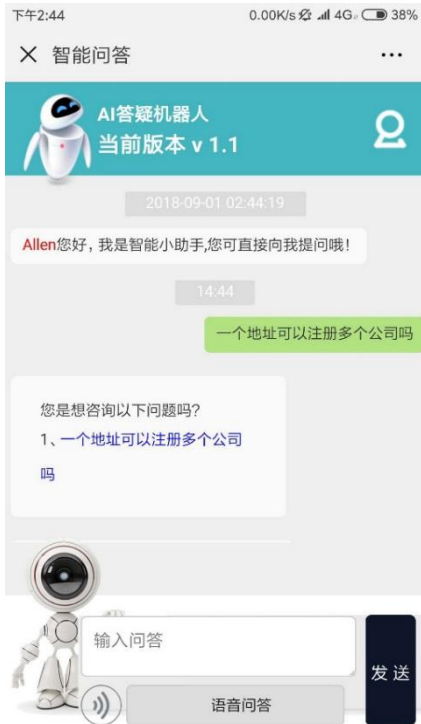 下午2:44 0.00K/s 4G 38%
智能问答
AI答疑机器人
当前版本 v 1.1
2018-09-01 02:44:19
Allen您好，我是智能小助手,您可直接向我提问哦！
14:44
一个地址可以注册多个公司吗
您是想咨询以下问题吗?
1、一个地址可以注册多个公司
吗
输入问答
发 送
语音问答